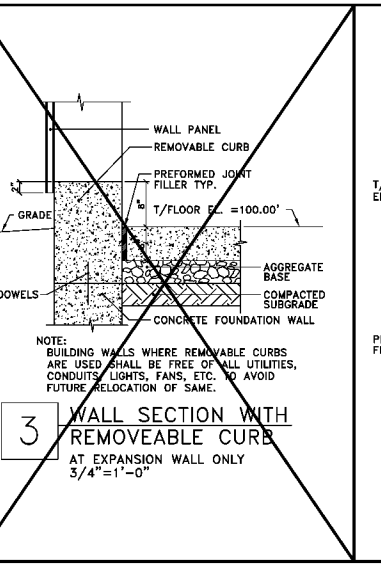 WALL PANEL
REMOVABLE CURB
PREFORMED JOINT
FILLER TYP.
2"
8"
T/FLOOR EL. =100.00'
GRADE
AGGREGATE
BASE
DOWELS
COMPACTED
SUBGRADE
CONCRETE FOUNDATION WALL
NOTE:
BUILDING WALLS WHERE REMOVABLE CURBS
ARE USED SHALL BE FREE OF ALL UTILITIES,
CONDUITS, LIGHTS, FANS, ETC. TO AVOID
FUTURE RELOCATION OF SAME.
3
WALL SECTION WITH
REMOVEABLE CURB
AT EXPANSION WALL ONLY
3/4"=1'-0"